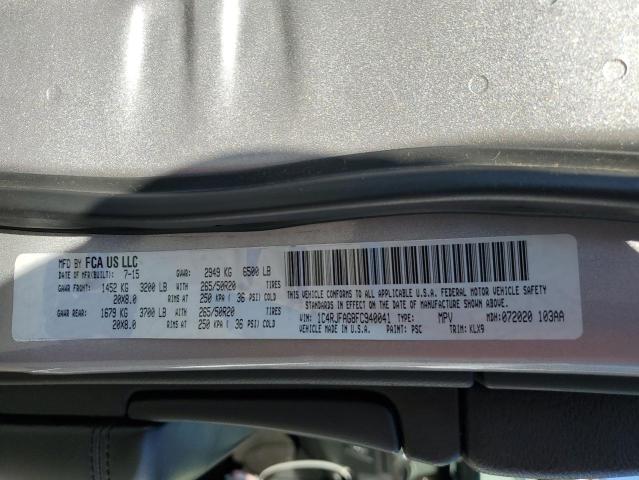 MFD BY FCA US LLC
DATE OF MFR(BUILT): 7-15 GVWR: 2949 KG 6500 LB
GAWR FRONT: 1452 KG 3200 LB WITH 265/50R20
20X8.0 RIMS AT 250 KPA ( 36 PSI) COLD
GAWR REAR: 1679 KG 3700 LB WITH 265/50R20
20X8.0 RIMS AT 250 KPA ( 36 PSI) COLD
THIS VEHICLE CONFORMS TO ALL APPLICABLE U.S.A. FEDERAL MOTOR VEHICLE SAFETY
STANDARDS IN EFFECT ON THE DATE OF MANUFACTURE SHOWN ABOVE.
VIN: 1C4RJFAG8FC940041 TYPE: MPV MDH: 072020 103AA
VEHICLE MADE IN U.S.A. PAINT: PSC TRIM: KLX9